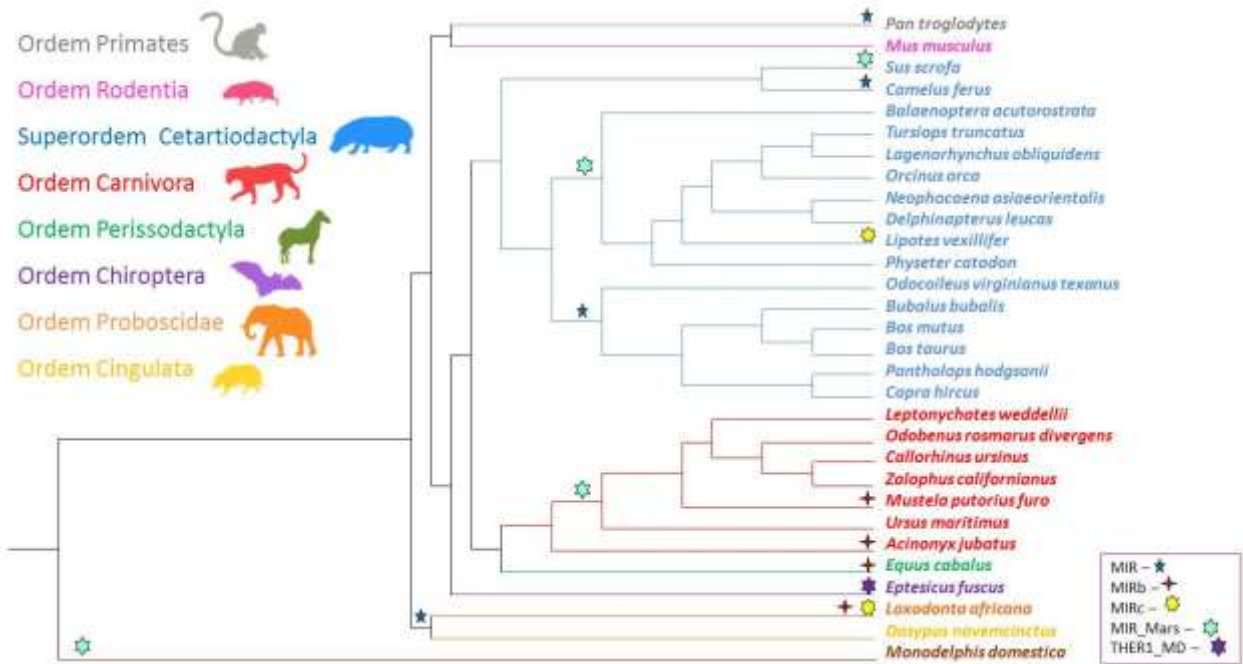 Ordem Primates
Ordem Rodentia
Superordem Cetartiodactyla
Ordem Carnivora
Ordem Perissodactyla
Ordem Chiroptera
Ordem Proboscidae
Ordem Cingulata
Pan troglodytes
Mus musculus
Sus scrofa
Camelus ferus
Balaenoptera acutorostrata
Tursiops truncatus
Lagenorhynchus obliquidens
Orcinus orca
Neophocaena asiaeorientalis
Delphinapterus leucas
Lipotes vexillifer
Physeter catodon
Odocoileus virginianus texanus
Bubalus bubalis
Bos mutus
Bos taurus
Pantholops hodgsonii
Capra hircus
Leptonychotes weddellii
Odobenus rosmarus divergens
Callorhinus ursinus
Zalophus californianus
Mustela putorius furo
Ursus maritimus
Acinonyx jubatus
Equus cabalus
Eptesicus fuscus
Loxodonta africana
Dasypus novemcinctus
Monodelphis domestica
MIR –
MIRb –
MIRc –
MIR_Mars –
THER1_MD –